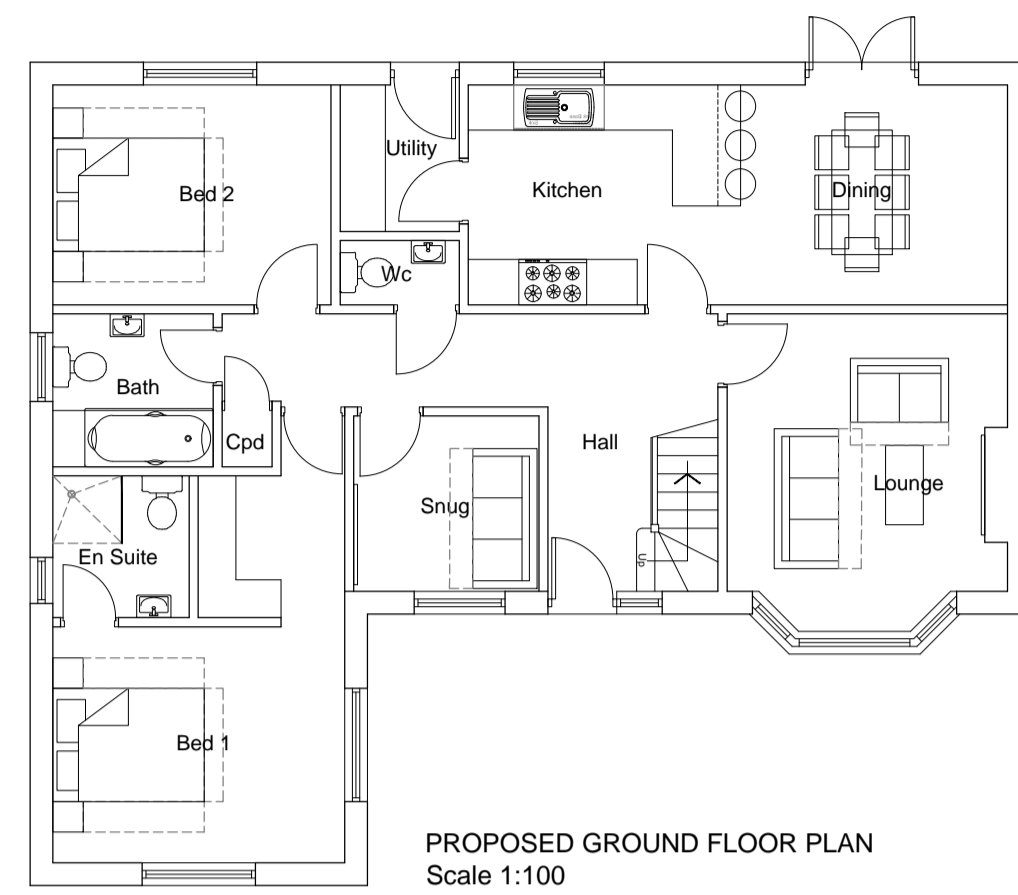 Utility
Bed 2
Kitchen
Dining
Wc
Bath
Cpd
Hall
Snug
Lounge
En Suite
Up
Bed 1
PROPOSED GROUND FLOOR PLAN
Scale 1:100